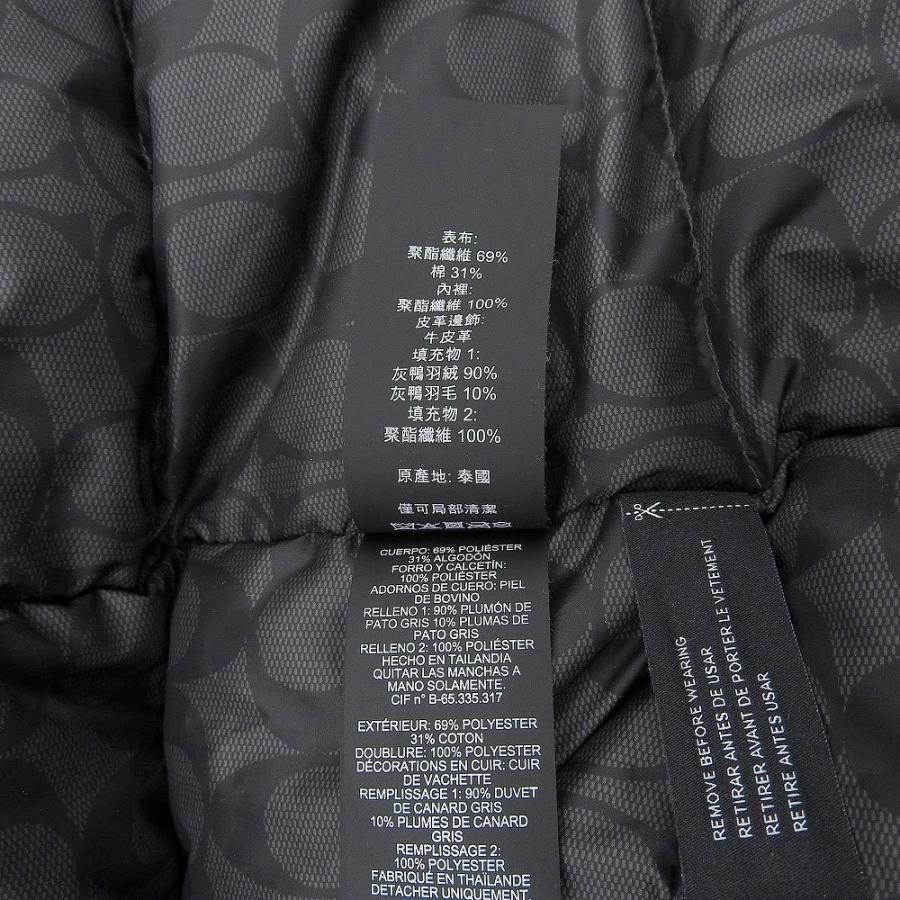 表布:
聚酯纖維 69%
棉 31%
內裡:
聚酯纖維 100%
皮革邊飾:
牛皮革
填充物 1:
灰鴨羽絨 90%
灰鴨羽毛 10%
填充物 2:
聚酯纖維 100%
原產地: 泰國
僅可局部清潔
CUERPO: 69% POLIÉSTER
31% ALGODÓN
FORRO Y CALCETÍN:
100% POLIÉSTER
ADORNOS DE CUERO: PIEL
DE BOVINO
RELLENO 1: 90% PLUMÓN DE
PATO GRIS 10% PLUMAS DE
PATO GRIS
RELLENO 2: 100% POLIÉSTER
HECHO EN TAILANDIA
QUITAR LAS MANCHAS A
MANO SOLAMENTE.
CIF n° B-65.335.317
EXTÉRIEUR: 69% POLYESTER
31% COTON
DOUBLURE: 100% POLYESTER
DÉCORATIONS EN CUIR: CUIR
DE VACHETTE
REMPLISSAGE 1: 90% DUVET
DE CANARD GRIS
10% PLUMES DE CANARD
GRIS
REMPLISSAGE 2:
100% POLYESTER
FABRIQUÉ EN THAÏLANDE
DETACHER UNIQUEMENT.
REMOVE BEFORE WEARING
RETIRAR ANTES DE USAR
RETIRER AVANT DE PORTER LE VETEMENT
RETIRE ANTES USAR